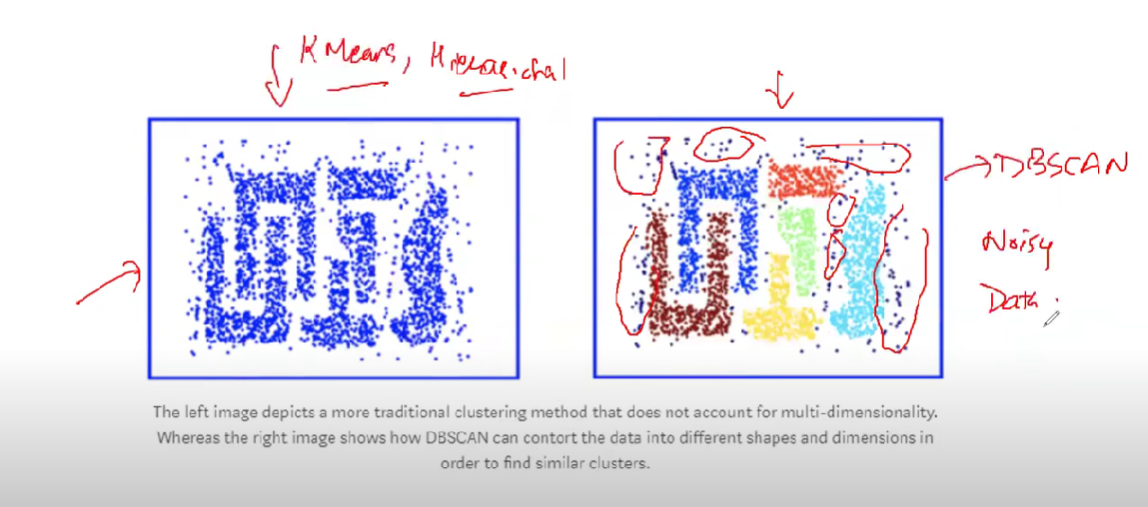 K Means, Hierarichal
DBSCAN
Noisy
Data.
The left image depicts a more traditional clustering method that does not account for multi-dimensionality.
Whereas the right image shows how DBSCAN can contort the data into different shapes and dimensions in
order to find similar clusters.